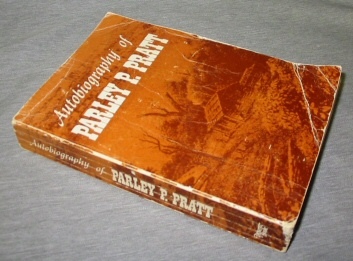 Autobiography of
PARLEY P. PRATT
Autobiography of PARLEY P. PRATT